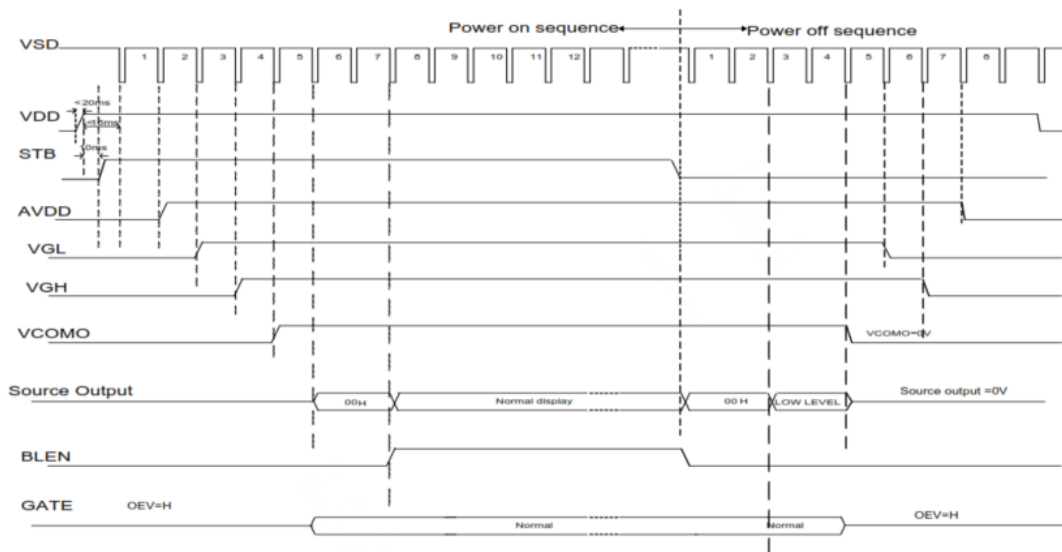 Power on sequence
Power off sequence
VSD
1 2 3 4 5 6 7 8 9 10 11 12 1 2 3 4 5 6 7 8
<20ms
VDD
STB
0ms
AVDD
VGL
VGH
VCOMO
VCOMO=0V
Source Output
00H
Normal display
00 H
LOW LEVEL
Source output =0V
BLEN
GATE
OEV=H
Normal
Normal
OEV=H